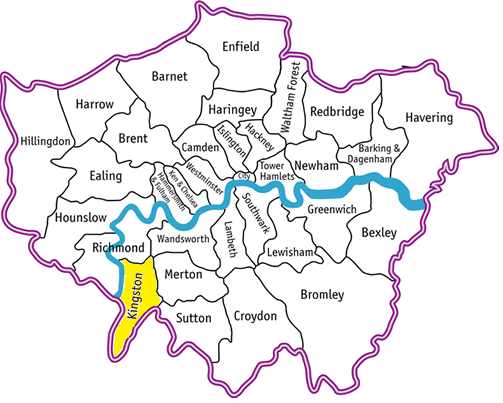 Enfield
Barnet
Waltham Forest
Harrow
Haringey
Redbridge
Havering
Hillingdon
Brent
Camden
Islington
Hackney
Barking &
Dagenham
Ealing
Ken & Chelsea
Hammersmith
& Fulham
Westminster
City
Tower
Hamlets
Newham
Hounslow
Richmond
Wandsworth
Lambeth
Southwark
Greenwich
Lewisham
Bexley
Kingston
Merton
Sutton
Croydon
Bromley